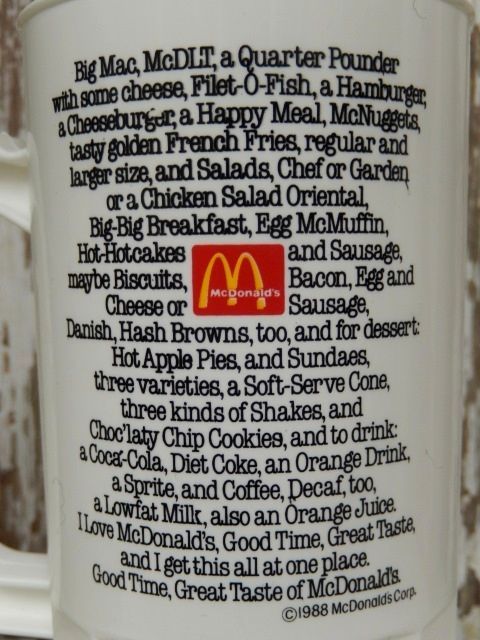 Big Mac, McDLT, a Quarter Pounder
with some cheese, Filet-O-Fish, a Hamburger,
a Cheeseburger, a Happy Meal, McNuggets,
tasty golden French Fries, regular and
larger size, and Salads, Chef or Garden
or a Chicken Salad Oriental,
Big-Big Breakfast, Egg McMuffin,
Hot-Hotcakes and Sausage,
maybe Biscuits, Bacon, Egg and
McDonald's
Cheese or Sausage,
Danish, Hash Browns, too, and for dessert:
Hot Apple Pies, and Sundaes,
three varieties, a Soft-Serve Cone,
three kinds of Shakes, and
Choc'laty Chip Cookies, and to drink:
a Coca-Cola, Diet Coke, an Orange Drink,
a Sprite, and Coffee, Decaf, too,
a Lowfat Milk, also an Orange Juice.
I Love McDonald's, Good Time, Great Taste,
and I get this all at one place.
Good Time, Great Taste of McDonald's.
©1988 McDonald's Corp.